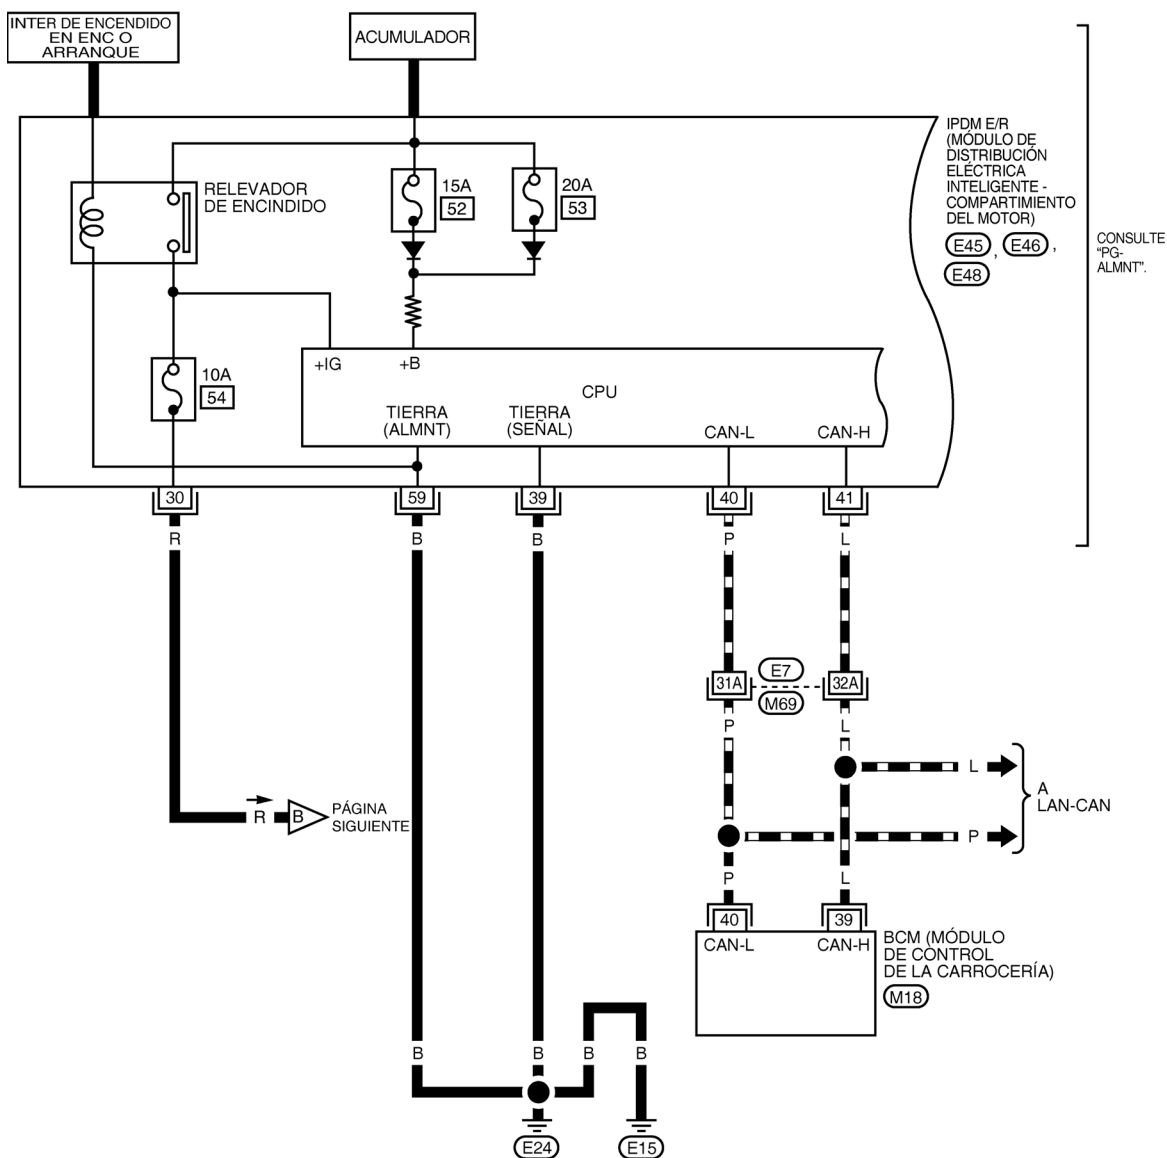 INTER DE ENCENDIDO
EN ENC O
ARRANQUE
ACUMULADOR
IPDM E/R
(MÓDULO DE
DISTRIBUCIÓN
ELÉCTRICA
INTELIGENTE -
COMPARTIMIENTO
DEL MOTOR)
E45 , E46 ,
E48
CONSULTE
“PG-
ALMNT”.
RELEVADOR
DE ENCINDIDO
15A
52
20A
53
10A
54
+IG
+B
CPU
TIERRA
(ALMNT)
TIERRA
(SEÑAL)
CAN-L
CAN-H
30
59
39
40
41
R
B
B
P
L
31A
E7
M69
32A
P
L
L
A
LAN-CAN
P
R
B
PÁGINA
SIGUIENTE
P
L
40
39
CAN-L
CAN-H
BCM (MÓDULO
DE CONTROL
DE LA CARROCERÍA)
M18
B
B
B
B
E24
E15